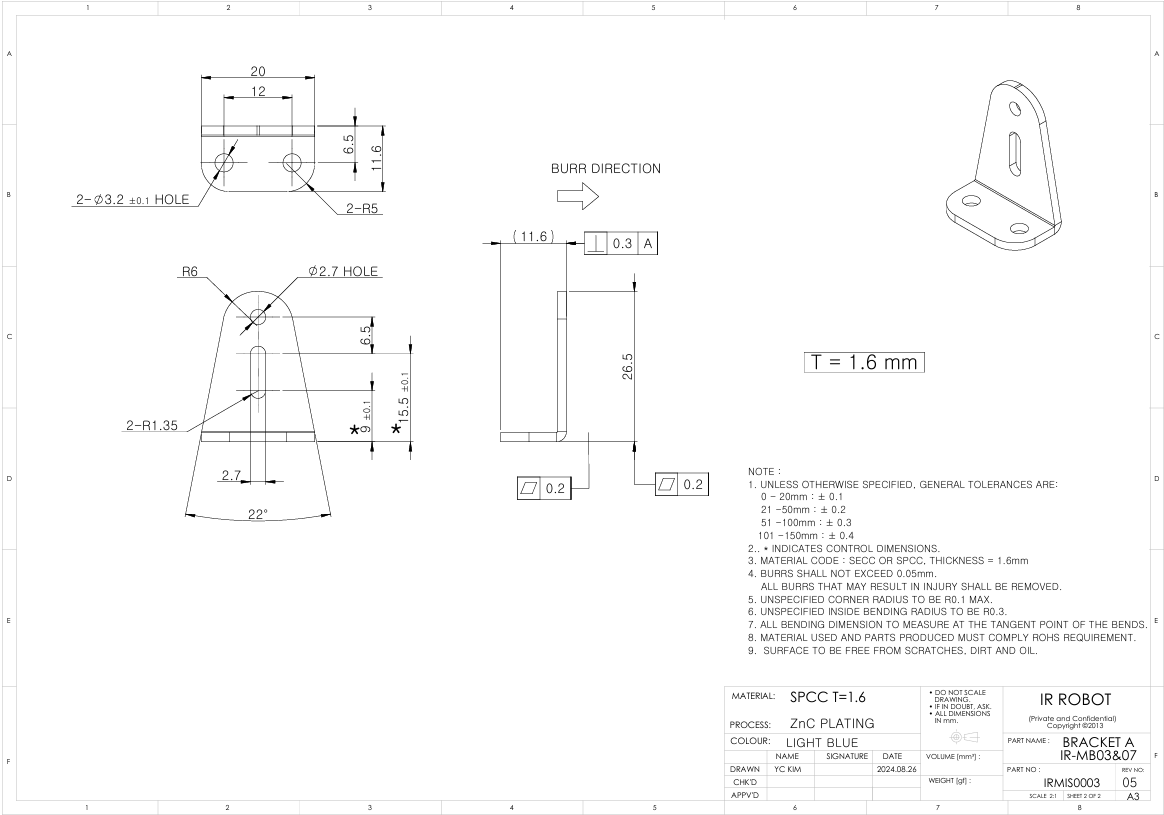 1 2 3 4 5 6 7 8
A A
B B
C C
D D
E E
F F
20
12
6.5
11.6
2-Ø3.2 ±0.1 HOLE
2-R5
BURR DIRECTION
(11.6)
⊥ 0.3 A
R6
Ø2.7 HOLE
6.5
26.5
T = 1.6 mm
2-R1.35
* 9 ±0.1
* 15.5 ±0.1
2.7
22°
▱ 0.2
▱ 0.2
NOTE :
1. UNLESS OTHERWISE SPECIFIED, GENERAL TOLERANCES ARE:
0 - 20mm : ± 0.1
21 -50mm : ± 0.2
51 -100mm : ± 0.3
101 -150mm : ± 0.4
2.. * INDICATES CONTROL DIMENSIONS.
3. MATERIAL CODE : SECC OR SPCC, THICKNESS = 1.6mm
4. BURRS SHALL NOT EXCEED 0.05mm.
ALL BURRS THAT MAY RESULT IN INJURY SHALL BE REMOVED.
5. UNSPECIFIED CORNER RADIUS TO BE R0.1 MAX.
6. UNSPECIFIED INSIDE BENDING RADIUS TO BE R0.3.
7. ALL BENDING DIMENSION TO MEASURE AT THE TANGENT POINT OF THE BENDS.
8. MATERIAL USED AND PARTS PRODUCED MUST COMPLY ROHS REQUIREMENT.
9. SURFACE TO BE FREE FROM SCRATCHES, DIRT AND OIL.
MATERIAL: SPCC T=1.6
PROCESS: ZnC PLATING
COLOUR: LIGHT BLUE
NAME SIGNATURE DATE
DRAWN YC KIM 2024.08.26
CHK'D
APPV'D
• DO NOT SCALE
DRAWING.
• IF IN DOUBT, ASK.
• ALL DIMENSIONS
IN mm.
VOLUME [mm³] :
WEIGHT [gf] :
IR ROBOT
(Private and Confidential)
Copyright ©2013
PART NAME : BRACKET A
IR-MB03&07
PART NO : IRMIS0003
REV NO: 05
SCALE 2:1 SHEET 2 OF 2 A3
1 2 3 4 5 6 7 8